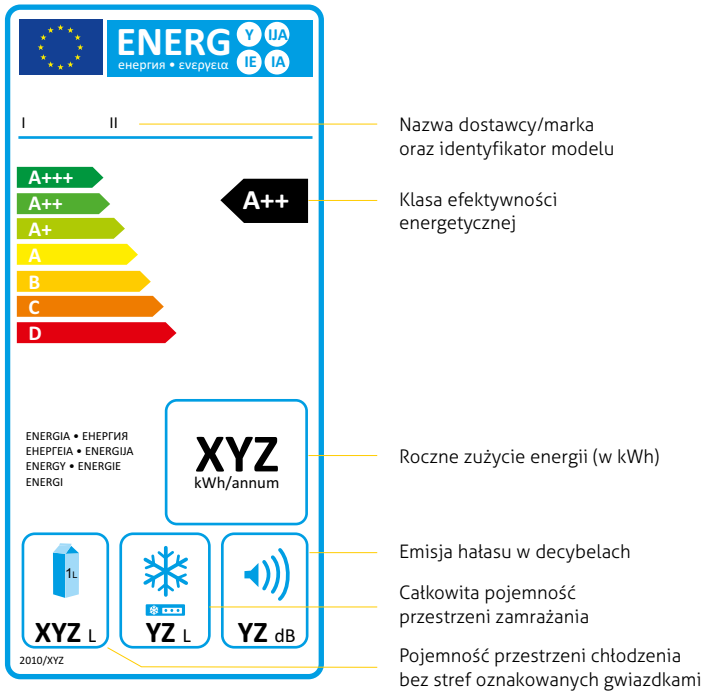 ENERG Y IJA
енергия • ενεργεια IE IA
I II
Nazwa dostawcy/marka
oraz identyfikator modelu
A+++
A++
A++
Klasa efektywności
energetycznej
A+
A
B
C
D
ENERGIA • ЕНЕРГИЯ
ΕΝΕΡΓΕΙΑ • ENERGIJA
ENERGY • ENERGIE
ENERGI
XYZ
kWh/annum
Roczne zużycie energii (w kWh)
Emisja hałasu w decybelach
1L
XYZ L
YZ L
YZ dB
Całkowita pojemność
przestrzeni zamrażania
2010/XYZ
Pojemność przestrzeni chłodzenia
bez stref oznakowanych gwiazdkami